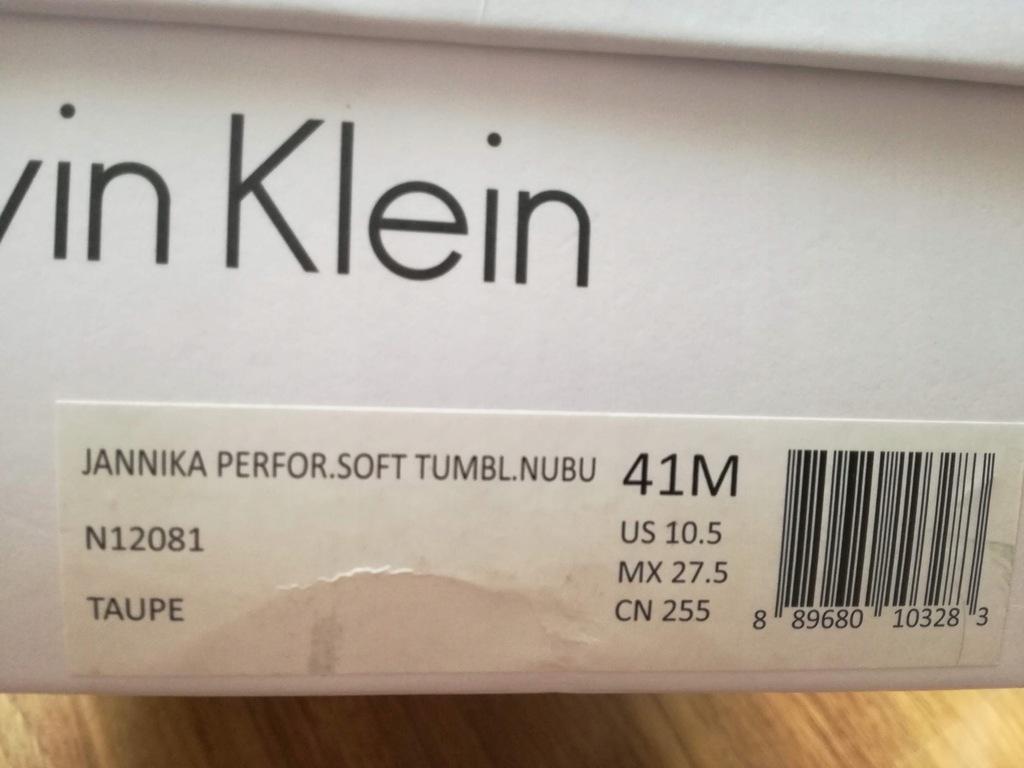 vin Klein
JANNIKA PERFOR.SOFT TUMBL.NUBU 41M
N12081
US 10.5
MX 27.5
TAUPE
CN 255
8 89680 10328 3